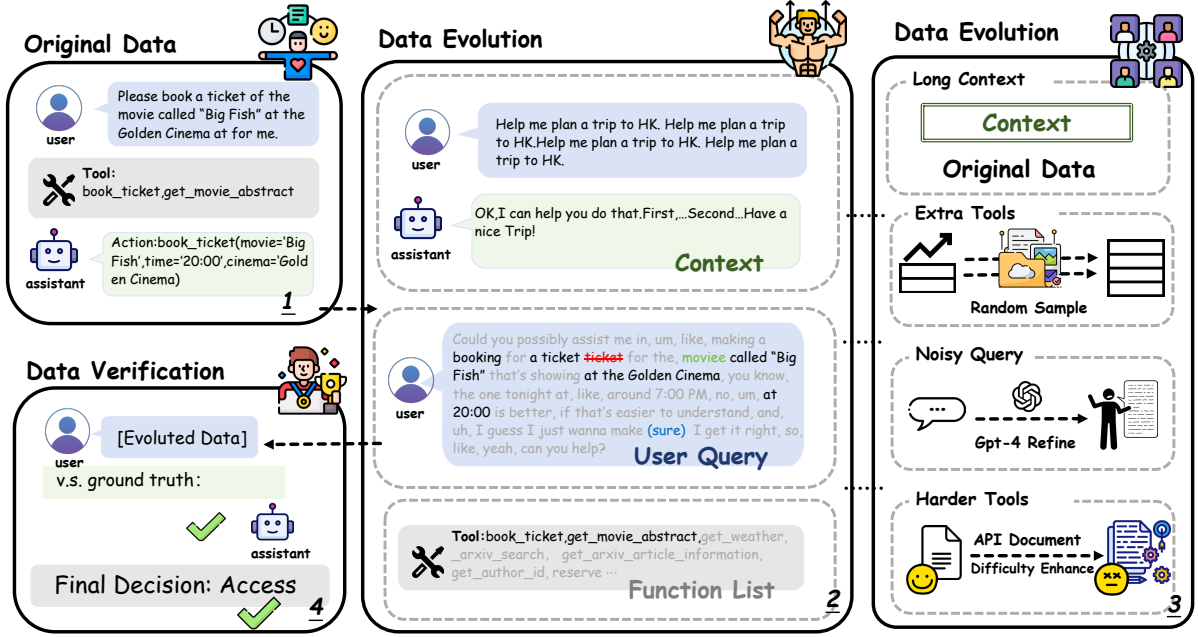 Original Data
Please book a ticket of the
movie called “Big Fish” at the
Golden Cinema at for me.
user
Tool:
book_ticket,get_movie_abstract
Action:book_ticket(movie=‘Big
Fish’,time=‘20:00’,cinema=‘Gold
en Cinema)
assistant
1
Data Evolution
Help me plan a trip to HK. Help me plan a trip
to HK.Help me plan a trip to HK. Help me plan a
trip to HK.
user
OK,I can help you do that.First,...Second...Have a
nice Trip!
assistant
Context
Could you possibly assist me in, um, like, making a
booking for a ticket ticket for the, moviee called “Big
Fish” that’s showing at the Golden Cinema, you know,
the one tonight at, like, around 7:00 PM, no, um, at
20:00 is better, if that’s easier to understand, and,
uh, I guess I just wanna make (sure) I get it right, so,
like, yeah, can you help?
user
User Query
Tool:book_ticket,get_movie_abstract,get_weather,
_arxiv_search, get_arxiv_article_information,
get_author_id, reserve ...
Function List
2
Data Evolution
Long Context
Context
Original Data
Extra Tools
Random Sample
Noisy Query
Gpt-4 Refine
Harder Tools
API Document
Difficulty Enhance
3
Data Verification
[Evoluted Data]
user
v.s. ground truth:
assistant
Final Decision: Access
4